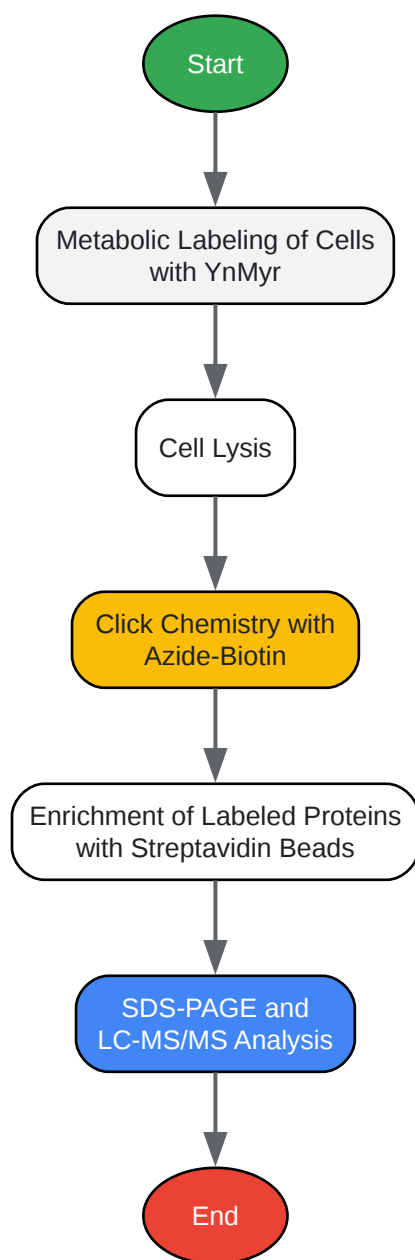 Start
Metabolic Labeling of Cells
with YnMyr
Cell Lysis
Click Chemistry with
Azide-Biotin
Enrichment of Labeled Proteins
with Streptavidin Beads
SDS-PAGE and
LC-MS/MS Analysis
End